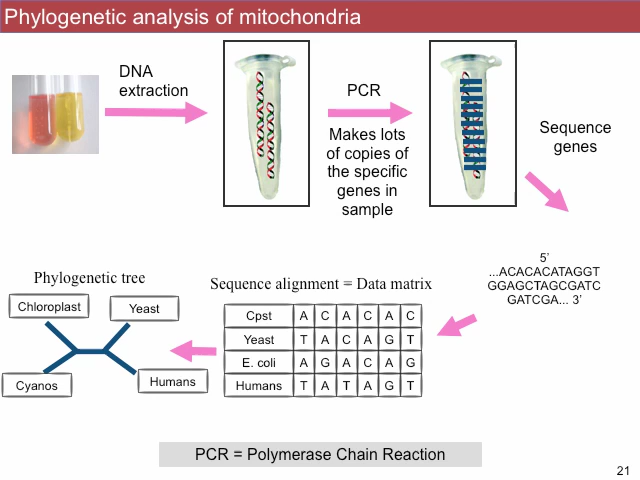 Phylogenetic analysis of mitochondria
DNA
extraction
PCR
Makes lots
of copies of
the specific
genes in
sample
Sequence
genes
5’
...ACACACATAGGT
GGAGCTAGCGATC
GATCGA... 3’
Phylogenetic tree
Chloroplast
Yeast
Cyanos
Humans
Sequence alignment = Data matrix
Cpst A C A C A C
Yeast T A C A G T
E. coli A G A C A G
Humans T A T A G T
PCR = Polymerase Chain Reaction
21